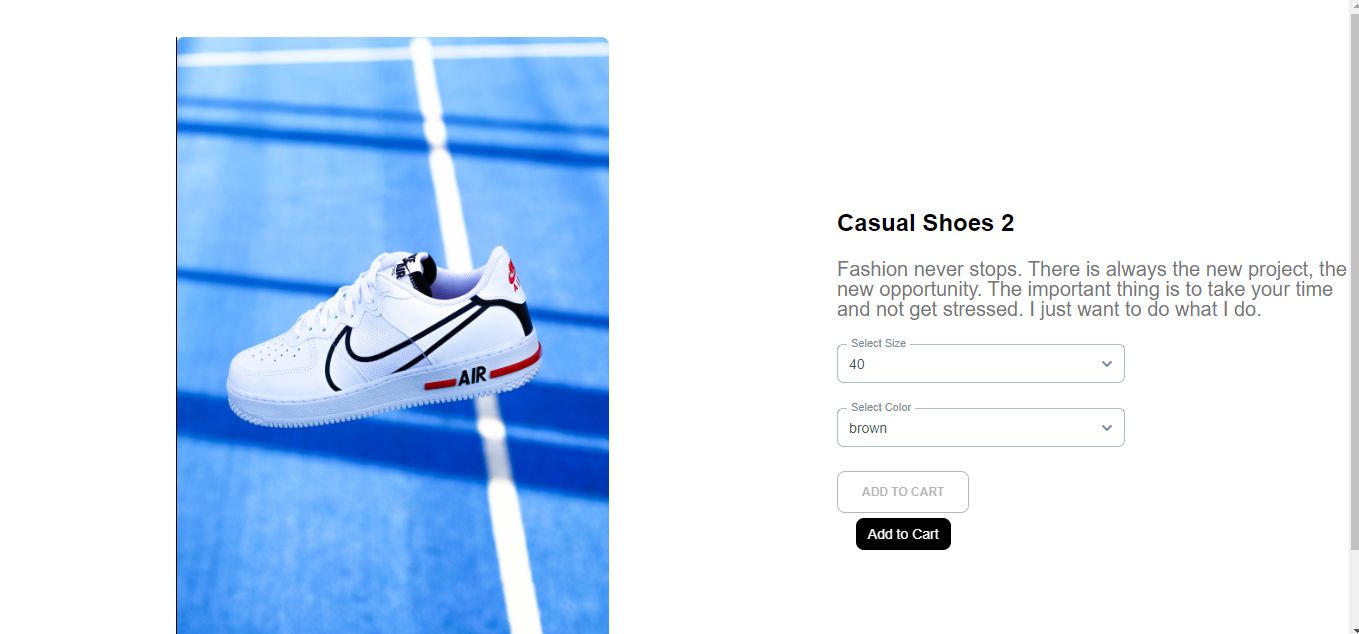 AIR
Casual Shoes 2
Fashion never stops. There is always the new project, the
new opportunity. The important thing is to take your time
and not get stressed. I just want to do what I do.
Select Size
40
Select Color
brown
ADD TO CART
Add to Cart